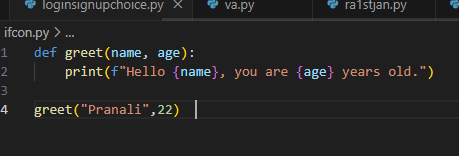 loginsignupchoice.py va.py ra1stjan.py
ifcon.py > ...
1 def greet(name, age):
2 print(f"Hello {name}, you are {age} years old.")
3
4 greet("Pranali",22)